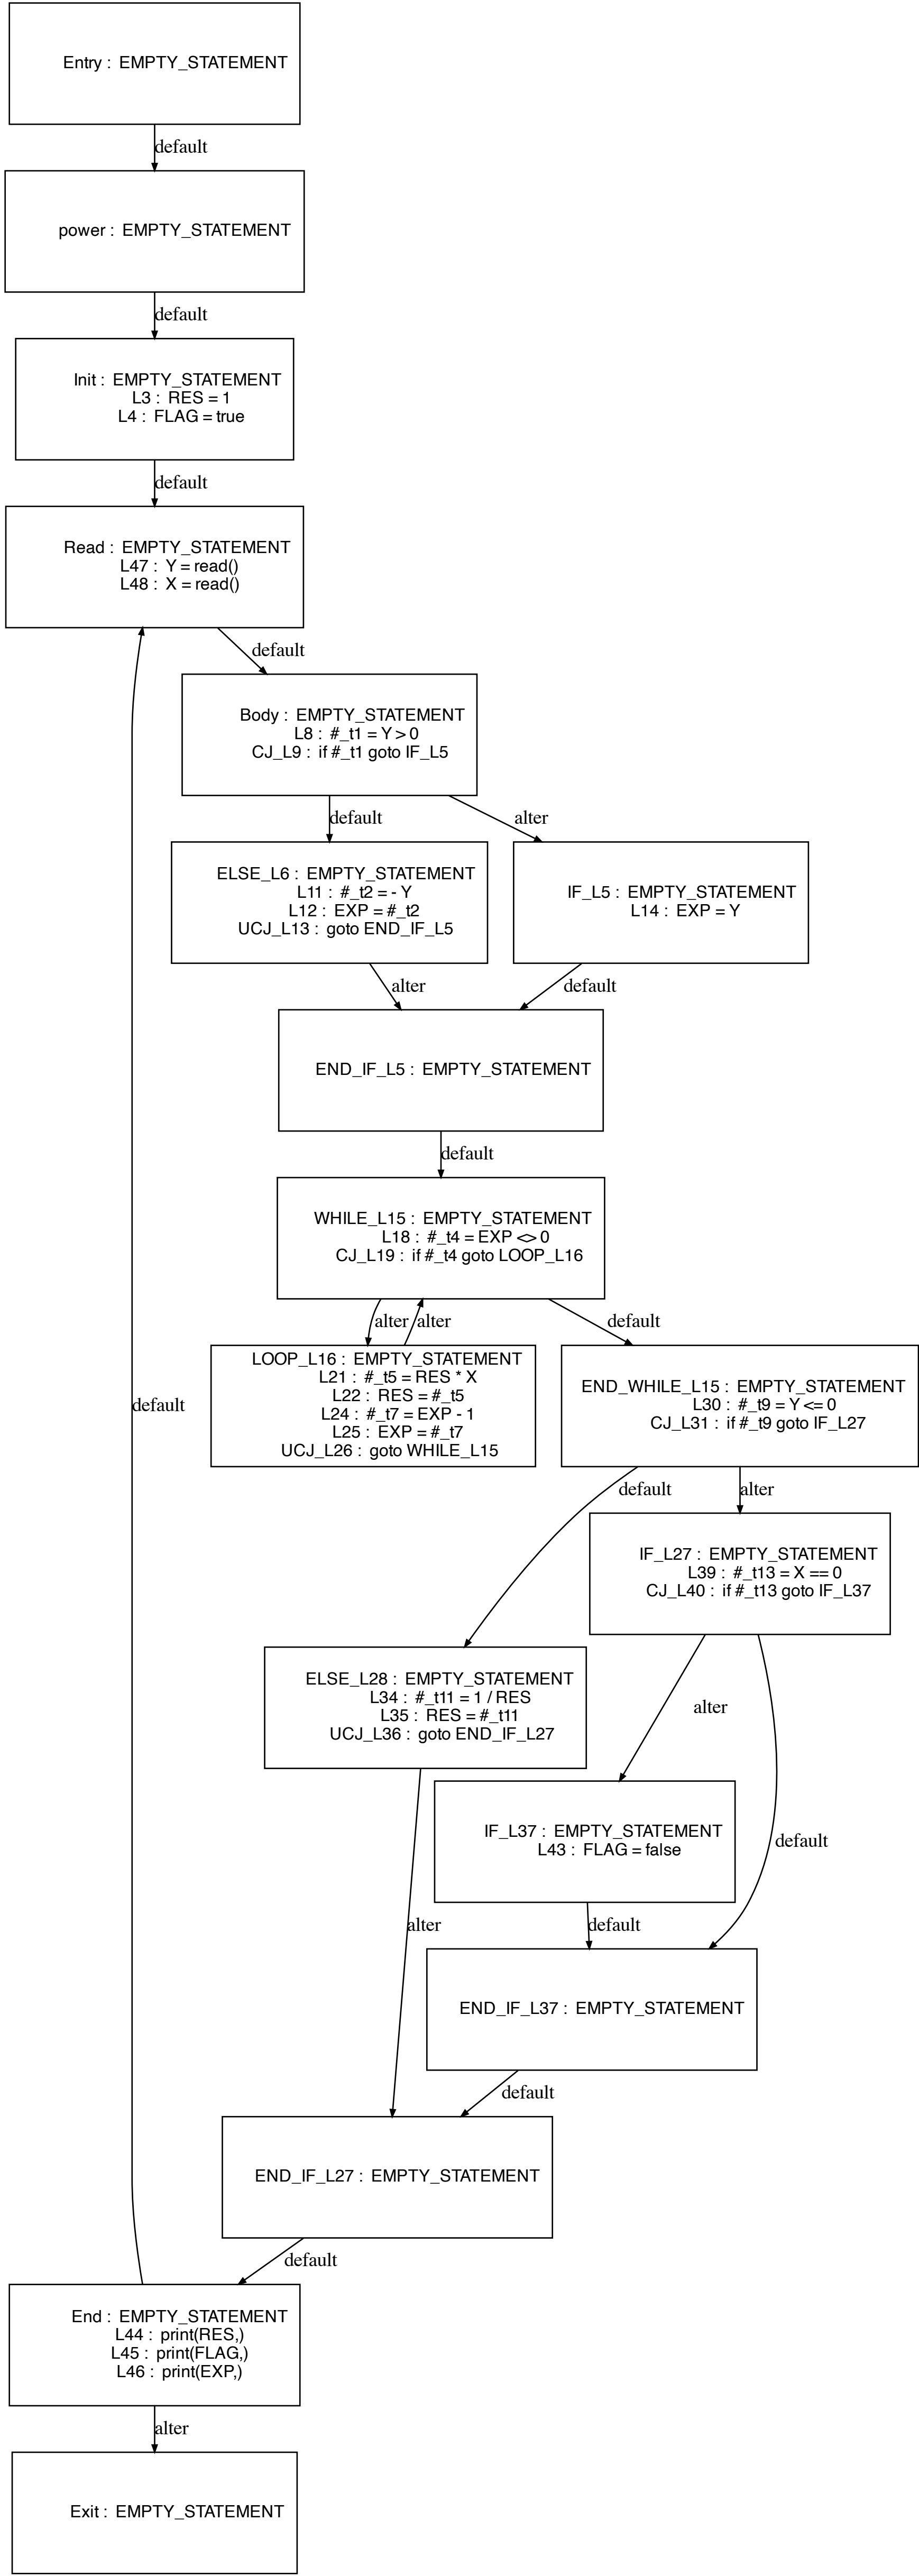 Entry :  EMPTY_STATEMENT
default
power :  EMPTY_STATEMENT
default
Init :  EMPTY_STATEMENT
L3 :  RES = 1
L4 :  FLAG = true
default
Read :  EMPTY_STATEMENT
L47 :  Y = read()
L48 :  X = read()
default
Body :  EMPTY_STATEMENT
L8 :  #_t1 = Y > 0
CJ_L9 :  if #_t1 goto IF_L5
default
alter
ELSE_L6 :  EMPTY_STATEMENT
L11 :  #_t2 = - Y
L12 :  EXP = #_t2
UCJ_L13 :  goto END_IF_L5
IF_L5 :  EMPTY_STATEMENT
L14 :  EXP = Y
alter
default
END_IF_L5 :  EMPTY_STATEMENT
default
WHILE_L15 :  EMPTY_STATEMENT
L18 :  #_t4 = EXP <> 0
CJ_L19 :  if #_t4 goto LOOP_L16
alter
alter
default
LOOP_L16 :  EMPTY_STATEMENT
L21 :  #_t5 = RES * X
L22 :  RES = #_t5
L24 :  #_t7 = EXP - 1
L25 :  EXP = #_t7
UCJ_L26 :  goto WHILE_L15
END_WHILE_L15 :  EMPTY_STATEMENT
L30 :  #_t9 = Y <= 0
CJ_L31 :  if #_t9 goto IF_L27
default
default
alter
IF_L27 :  EMPTY_STATEMENT
L39 :  #_t13 = X == 0
CJ_L40 :  if #_t13 goto IF_L37
ELSE_L28 :  EMPTY_STATEMENT
L34 :  #_t11 = 1 / RES
L35 :  RES = #_t11
UCJ_L36 :  goto END_IF_L27
alter
IF_L37 :  EMPTY_STATEMENT
L43 :  FLAG = false
default
alter
default
END_IF_L37 :  EMPTY_STATEMENT
default
END_IF_L27 :  EMPTY_STATEMENT
default
End :  EMPTY_STATEMENT
L44 :  print(RES,)
L45 :  print(FLAG,)
L46 :  print(EXP,)
alter
Exit :  EMPTY_STATEMENT